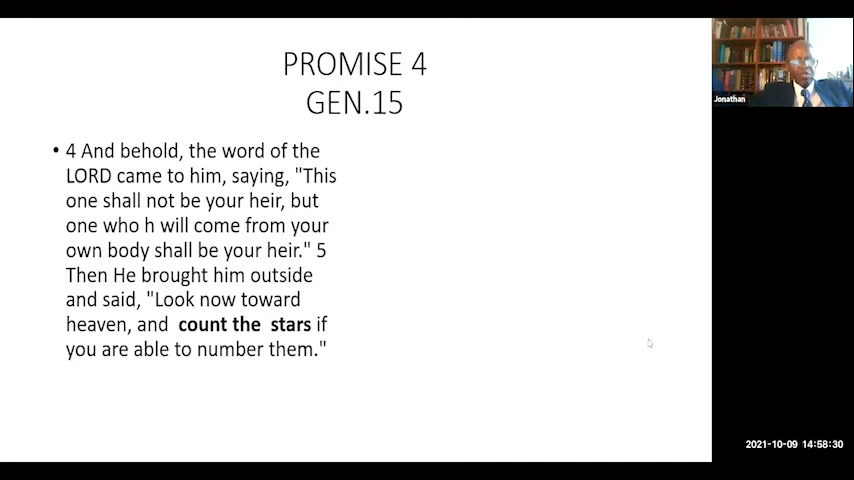 PROMISE 4
GEN.15
• 4 And behold, the word of the
LORD came to him, saying, "This
one shall not be your heir, but
one who h will come from your
own body shall be your heir." 5
Then He brought him outside
and said, "Look now toward
heaven, and  count the  stars if
you are able to number them."
Jonathan
2021-10-09 14:58:30